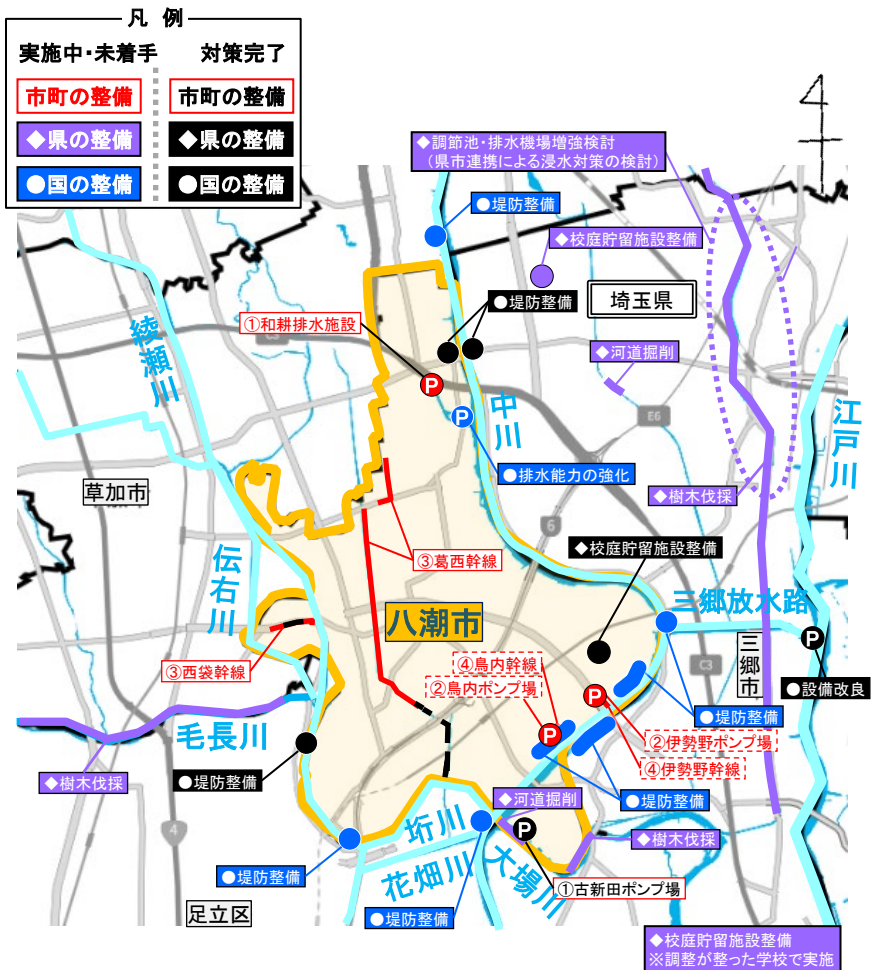 凡 例
実施中・未着手
対策完了
市町の整備
市町の整備
◆県の整備
◆県の整備
●国の整備
●国の整備
4
◆調節池・排水機場増強検討
(県市連携による浸水対策の検討)
●堤防整備
◆校庭貯留施設整備
●堤防整備
埼玉県
①和耕排水施設
C3
綾瀬川
◆河道掘削
中川
E6
江戸川
P
P
●排水能力の強化
草加市
◆樹木伐採
6
◆校庭貯留施設整備
③葛西幹線
伝右川
八潮市
三郷放水路
③西袋幹線
④鳥内幹線
②鳥内ポンプ場
C3
三郷市
P
●設備改良
P
●堤防整備
P
②伊勢野ポンプ場
④伊勢野幹線
毛長川
◆樹木伐採
●堤防整備
●堤防整備
◆河道掘削
4
垳川
P
◆樹木伐採
●堤防整備
花畑川
大場川
①古新田ポンプ場
足立区
●堤防整備
◆校庭貯留施設整備
※調整が整った学校で実施